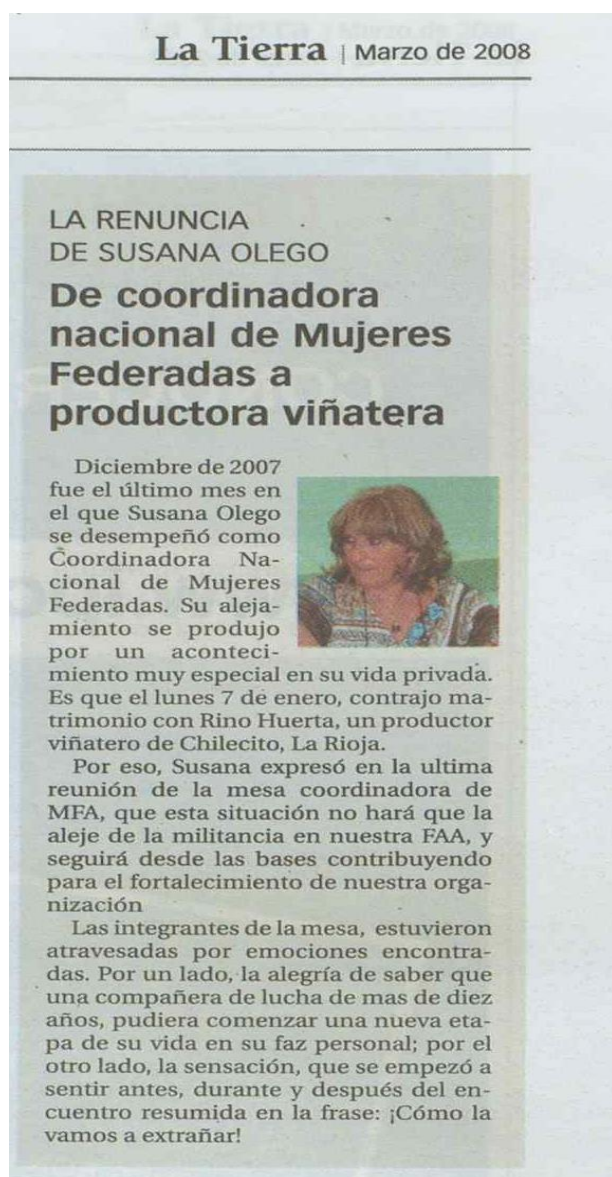 La Tierra | Marzo de 2008
LA RENUNCIA
DE SUSANA OLEGO
De coordinadora
nacional de Mujeres
Federadas a
productora viñatera
Diciembre de 2007
fue el último mes en
el que Susana Olego
se desempeñó como
Coordinadora Na-
cional de Mujeres
Federadas. Su aleja-
miento se produjo
por un aconteci-
miento muy especial en su vida privada.
Es que el lunes 7 de enero, contrajo ma-
trimonio con Rino Huerta, un productor
viñatero de Chilecito, La Rioja.
Por eso, Susana expresó en la ultima
reunión de la mesa coordinadora de
MFA, que esta situación no hará que la
aleje de la militancia en nuestra FAA, y
seguirá desde las bases contribuyendo
para el fortalecimiento de nuestra orga-
nización
Las integrantes de la mesa, estuvieron
atravesadas por emociones encontra-
das. Por un lado, la alegría de saber que
una compañera de lucha de mas de diez
años, pudiera comenzar una nueva eta-
pa de su vida en su faz personal; por el
otro lado, la sensación, que se empezó a
sentir antes, durante y después del en-
cuentro resumida en la frase: ¡Cómo la
vamos a extrañar!